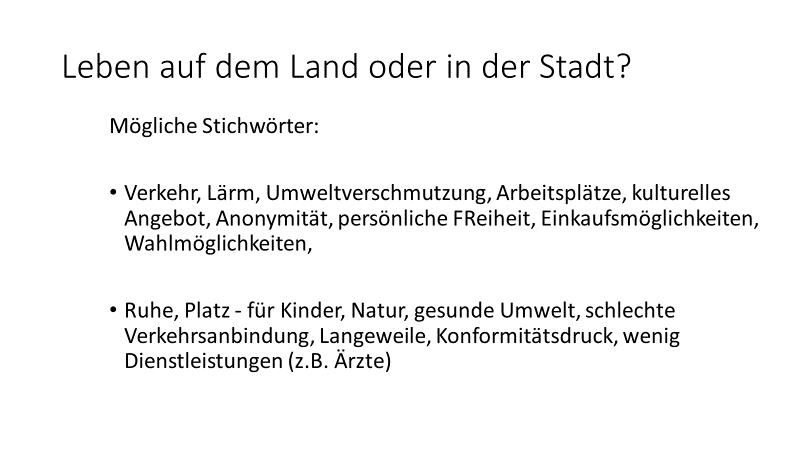 Leben auf dem Land oder in der Stadt?
Mögliche Stichwörter:
• Verkehr, Lärm, Umweltverschmutzung, Arbeitsplätze, kulturelles
Angebot, Anonymität, persönliche FReiheit, Einkaufsmöglichkeiten,
Wahlmöglichkeiten,
• Ruhe, Platz - für Kinder, Natur, gesunde Umwelt, schlechte
Verkehrsanbindung, Langeweile, Konformitätsdruck, wenig
Dienstleistungen (z.B. Ärzte)